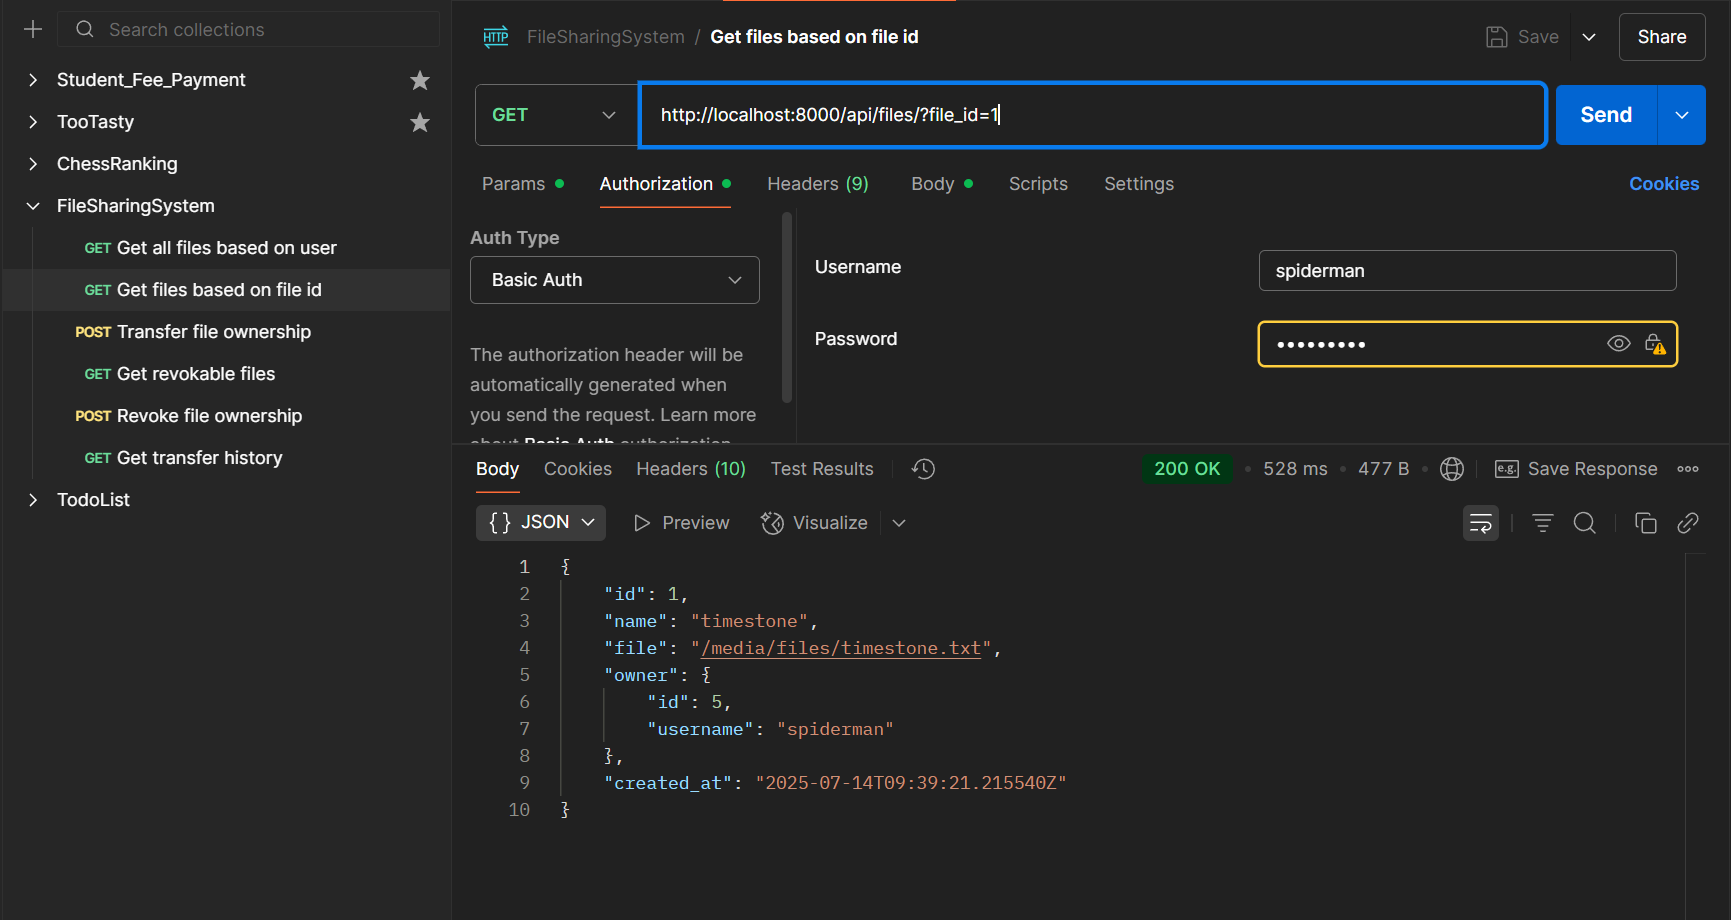 Search collections
Student_Fee_Payment
TooTasty
ChessRanking
FileSharingSystem
GET Get all files based on user
GET Get files based on file id
POST Transfer file ownership
GET Get revokable files
POST Revoke file ownership
GET Get transfer history
TodoList
HTTP FileSharingSystem / Get files based on file id
Save
Share
GET
http://localhost:8000/api/files/?file_id=1
Send
Params
Authorization
Headers (9)
Body
Scripts
Settings
Cookies
Auth Type
Basic Auth
The authorization header will be
automatically generated when
you send the request. Learn more
about Basic Auth authorization.
Username
spiderman
Password
•••••••••
Body
Cookies
Headers (10)
Test Results
200 OK • 528 ms • 477 B •
e.g. Save Response
{} JSON
Preview
Visualize
1 {
2 "id": 1,
3 "name": "timestone",
4 "file": "/media/files/timestone.txt",
5 "owner": {
6 "id": 5,
7 "username": "spiderman"
8 },
9 "created_at": "2025-07-14T09:39:21.215540Z"
10 }